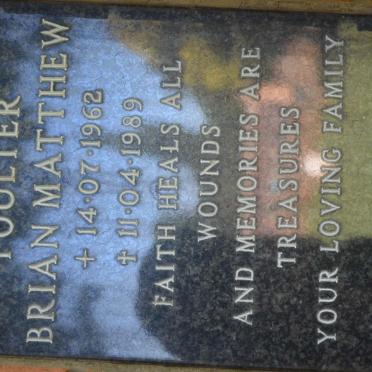 POULTER
BRIAN MATTHEW
+ 14·07·1962
+ 11·04·1989
FAITH HEALS ALL
WOUNDS
AND MEMORIES ARE
TREASURES
YOUR LOVING FAMILY